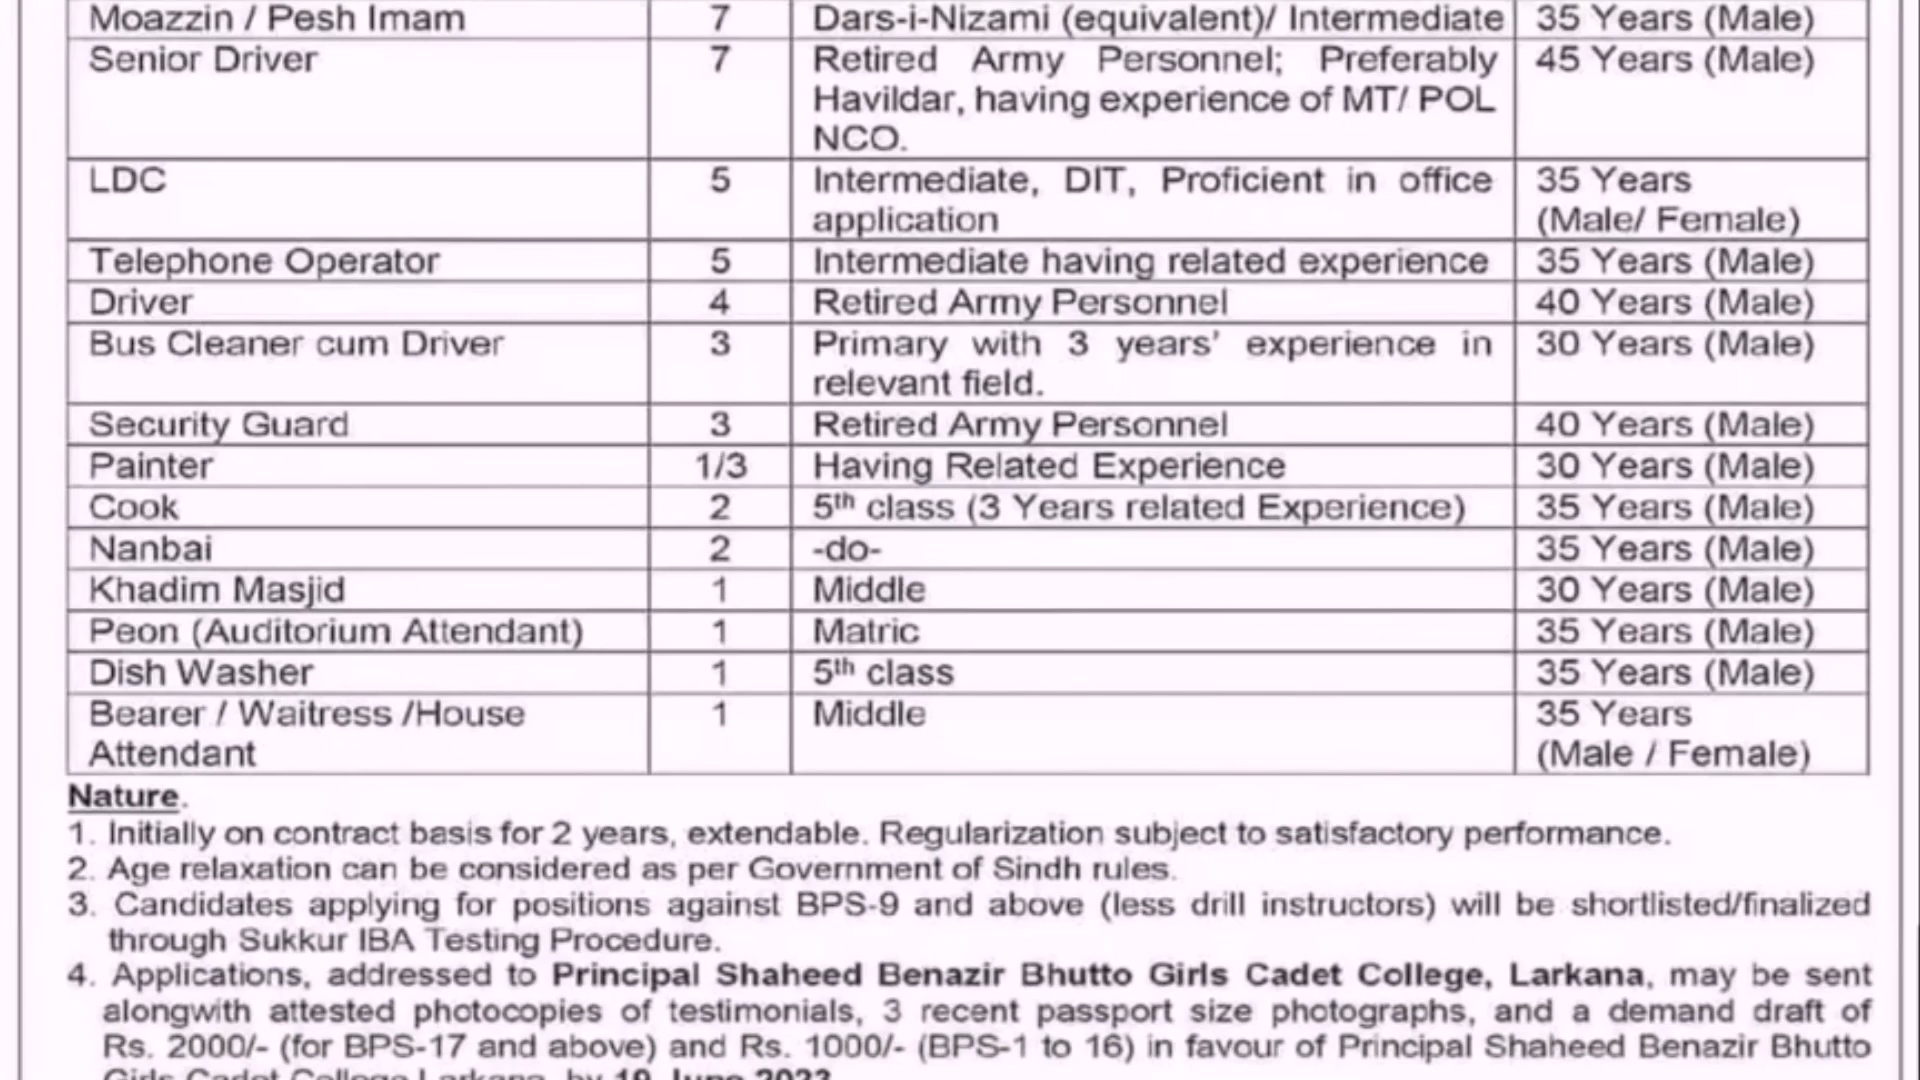 Moazzin / Pesh Imam 7 Dars-i-Nizami (equivalent)/ Intermediate 35 Years (Male)
Senior Driver 7 Retired Army Personnel; Preferably 45 Years (Male)
Havildar, having experience of MT/ POL
NCO.
LDC 5 Intermediate, DIT, Proficient in office 35 Years
application (Male/ Female)
Telephone Operator 5 Intermediate having related experience 35 Years (Male)
Driver 4 Retired Army Personnel 40 Years (Male)
Bus Cleaner cum Driver 3 Primary with 3 years' experience in 30 Years (Male)
relevant field.
Security Guard 3 Retired Army Personnel 40 Years (Male)
Painter 1/3 Having Related Experience 30 Years (Male)
Cook 2 5th class (3 Years related Experience) 35 Years (Male)
Nanbai 2 -do- 35 Years (Male)
Khadim Masjid 1 Middle 30 Years (Male)
Peon (Auditorium Attendant) 1 Matric 35 Years (Male)
Dish Washer 1 5th class 35 Years (Male)
Bearer / Waitress /House 1 Middle 35 Years
Attendant (Male / Female)
Nature.
1. Initially on contract basis for 2 years, extendable. Regularization subject to satisfactory performance.
2. Age relaxation can be considered as per Government of Sindh rules.
3. Candidates applying for positions against BPS-9 and above (less drill instructors) will be shortlisted/finalized
through Sukkur IBA Testing Procedure.
4. Applications, addressed to Principal Shaheed Benazir Bhutto Girls Cadet College, Larkana, may be sent
alongwith attested photocopies of testimonials, 3 recent passport size photographs, and a demand draft of
Rs. 2000/- (for BPS-17 and above) and Rs. 1000/- (BPS-1 to 16) in favour of Principal Shaheed Benazir Bhutto
Girls Cadet College Larkana, by 19 June 2023